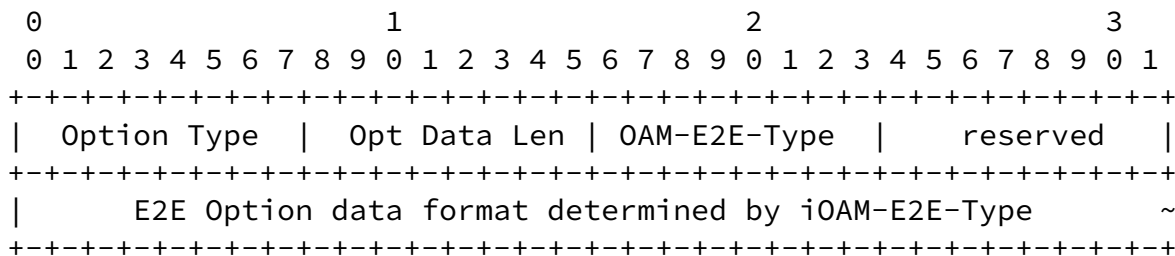 0                   1                   2                   3
 0 1 2 3 4 5 6 7 8 9 0 1 2 3 4 5 6 7 8 9 0 1 2 3 4 5 6 7 8 9 0 1
+-+-+-+-+-+-+-+-+-+-+-+-+-+-+-+-+-+-+-+-+-+-+-+-+-+-+-+-+-+-+-+-+
|  Option Type  |  Opt Data Len | OAM-E2E-Type  |    reserved   |
+-+-+-+-+-+-+-+-+-+-+-+-+-+-+-+-+-+-+-+-+-+-+-+-+-+-+-+-+-+-+-+-+
|      E2E Option data format determined by iOAM-E2E-Type       ~
+-+-+-+-+-+-+-+-+-+-+-+-+-+-+-+-+-+-+-+-+-+-+-+-+-+-+-+-+-+-+-+-+